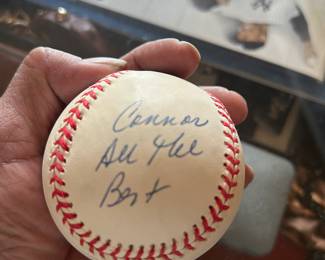 Connor
All the
Best